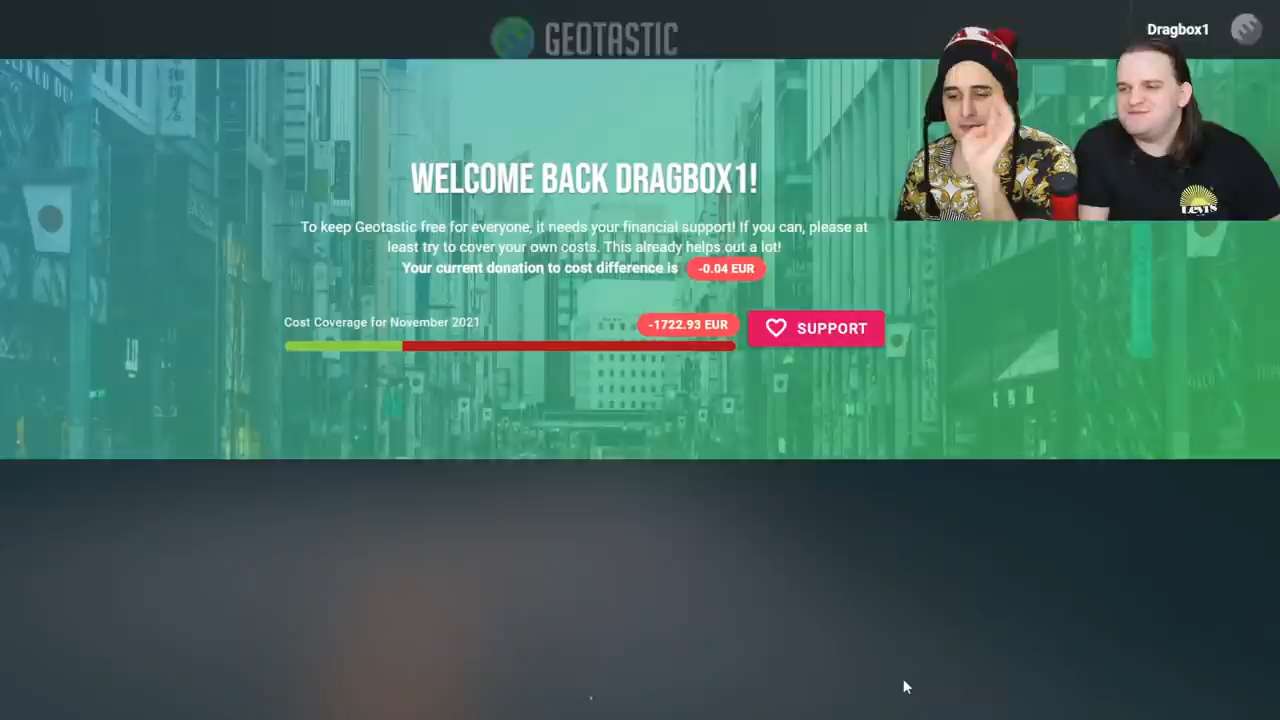 GEOTASTIC
Dragbox1
WELCOME BACK DRAGBOX1!
To keep Geotastic free for everyone, it needs your financial support! If you can, please at
least try to cover your own costs. This already helps out a lot!
Your current donation to cost difference is -0.04 EUR
Cost Coverage for November 2021
-1722.93 EUR
SUPPORT
LEVI'S